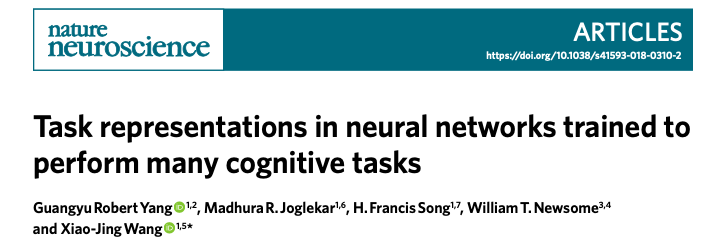 nature
neuroscience
ARTICLES
https://doi.org/10.1038/s41593-018-0310-2
Task representations in neural networks trained to
perform many cognitive tasks
Guangyu Robert Yang iD 1,2, Madhura R. Joglekar1,6, H. Francis Song1,7, William T. Newsome3,4
and Xiao-Jing Wang iD 1,5*